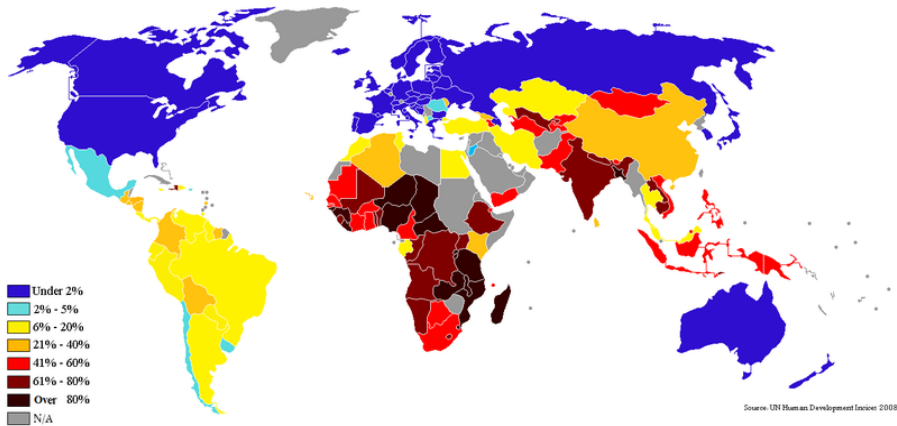 Under 2%
2% - 5%
6% - 20%
21% - 40%
41% - 60%
61% - 80%
Over 80%
N/A
Source: UN Human Development Indices 2008